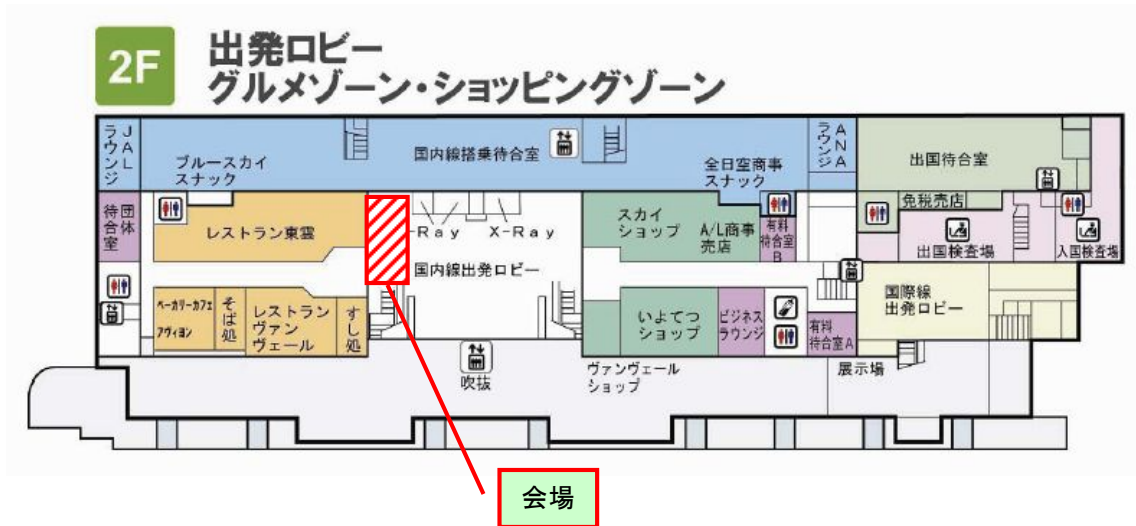 2F
出発ロビー
グルメゾーン・ショッピングゾーン
JAL
ラウンジ
ブルースカイ
スナック
国内線搭乗待合室
全日空商事
スナック
ANA
ラウンジ
出国待合室
団体
待合室
レストラン東雲
-Ray
X-Ray
国内線出発ロビー
スカイ
ショップ
A/L商事
売店
有料
待合室
B
免税売店
出国検査場
入国検査場
ベーカリーカフェ
アヴィヨン
そば処
レストラン
ヴァン
ヴェール
すし処
いよてつ
ショップ
ビジネス
ラウンジ
有料
待合室A
国際線
出発ロビー
吹抜
ヴァンヴェール
ショップ
展示場
会場